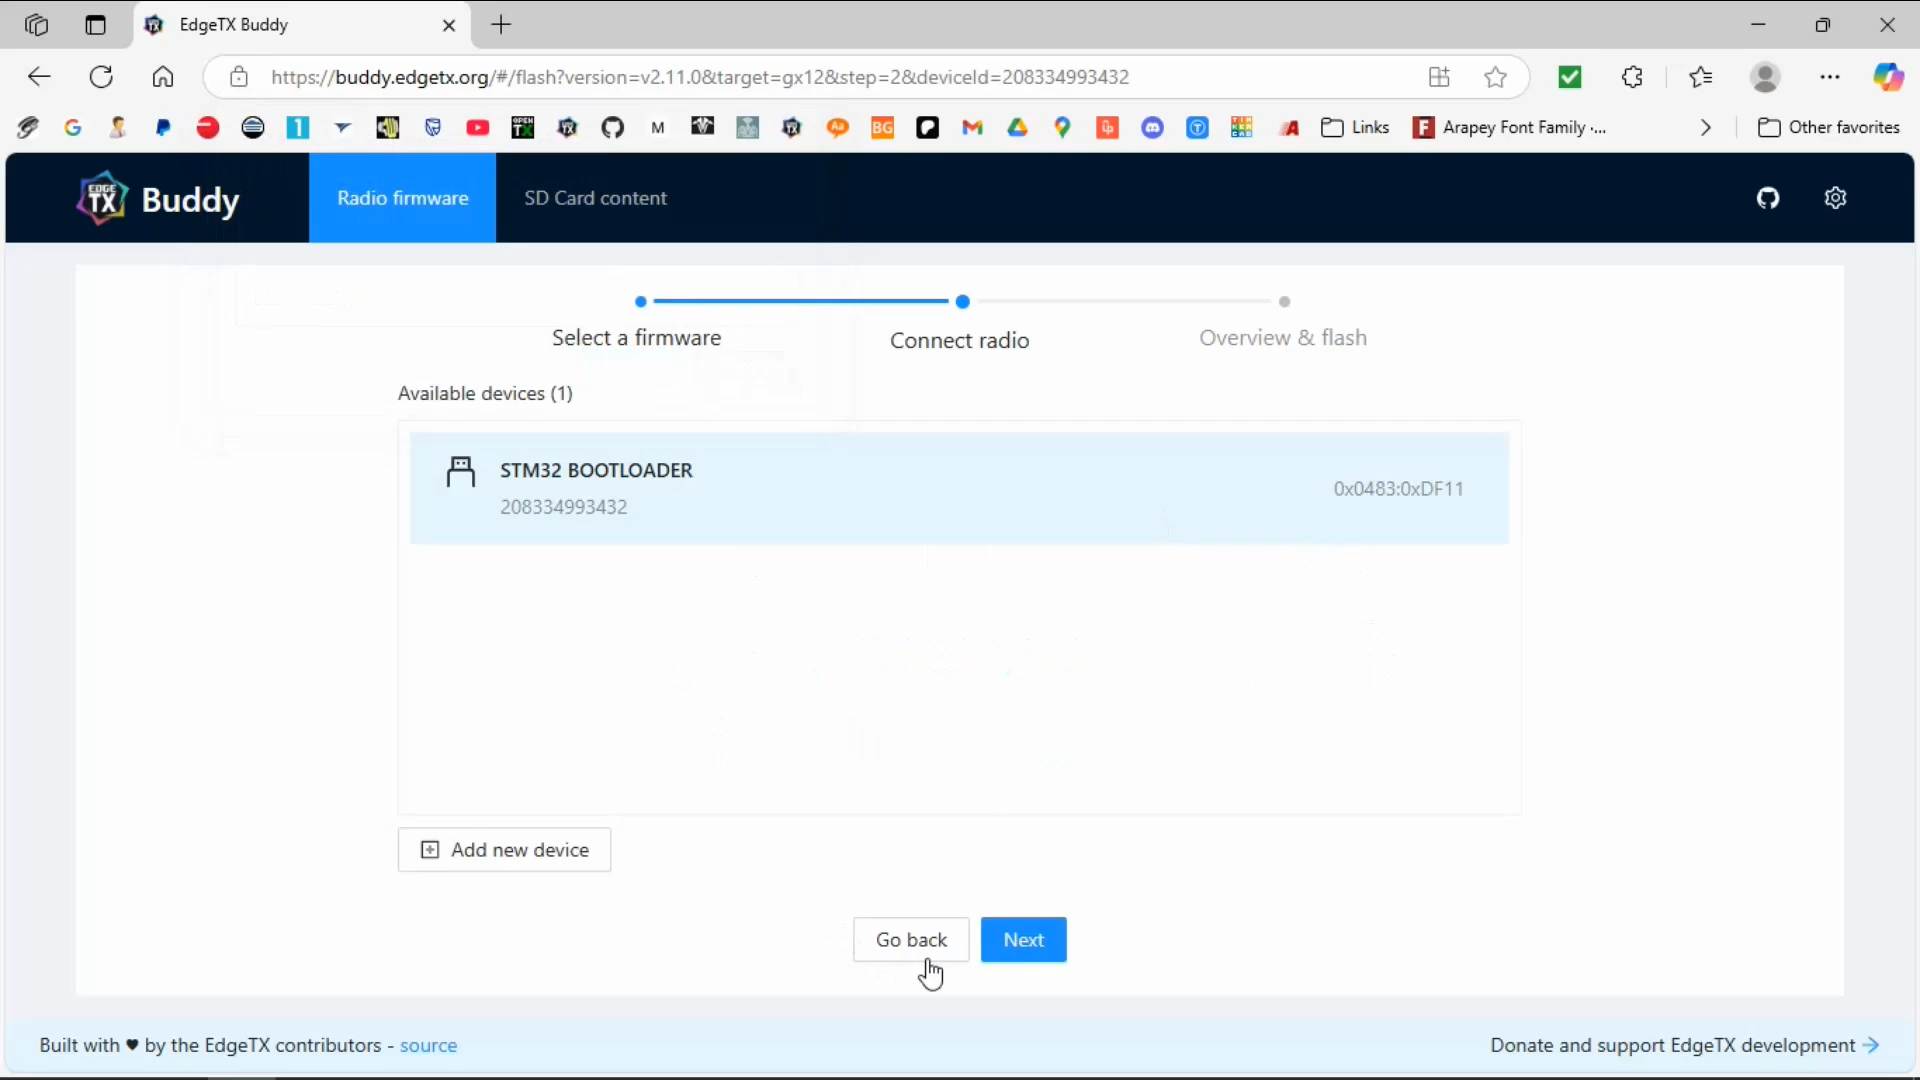 EdgeTX Buddy
https://buddy.edgetx.org/#/flash?version=v2.11.0&target=gx12&step=2&deviceId=208334993432
Links
Arapey Font Family -...
Other favorites
EDGE TX
Buddy
Radio firmware
SD Card content
Select a firmware
Connect radio
Overview & flash
Available devices (1)
STM32 BOOTLOADER
0x0483:0xDF11
208334993432
Add new device
Go back
Next
Built with ♥ by the EdgeTX contributors - source
Donate and support EdgeTX development →